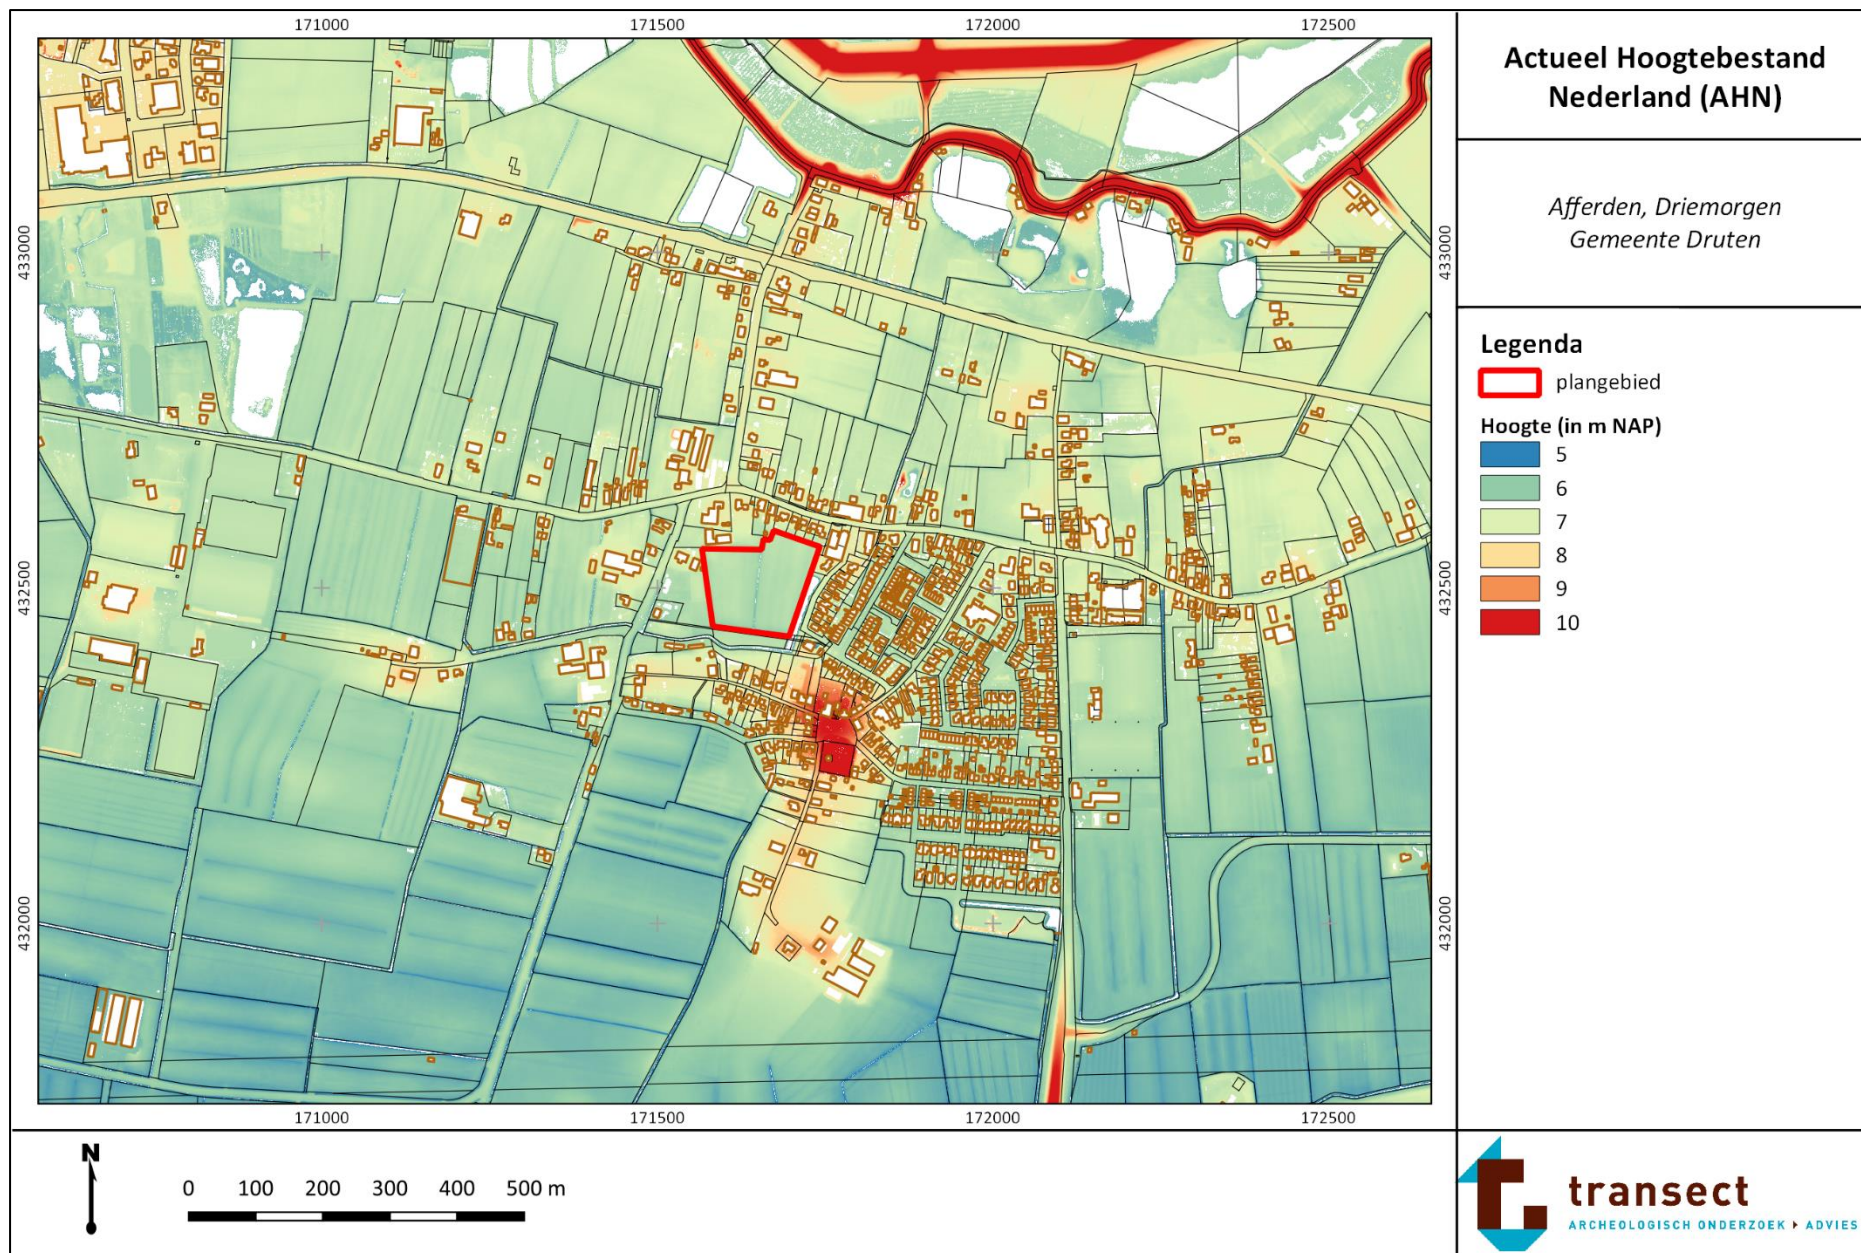 171000 171500 172000 172500
433000
432500
432000
433000
432500
432000
171000 171500 172000 172500
Actueel Hoogtebestand
Nederland (AHN)
Afferden, Driemorgen
Gemeente Druten
Legenda
plangebied
Hoogte (in m NAP)
5
6
7
8
9
10
N
0 100 200 300 400 500 m
transect
ARCHEOLOGISCH ONDERZOEK ▸ ADVIES